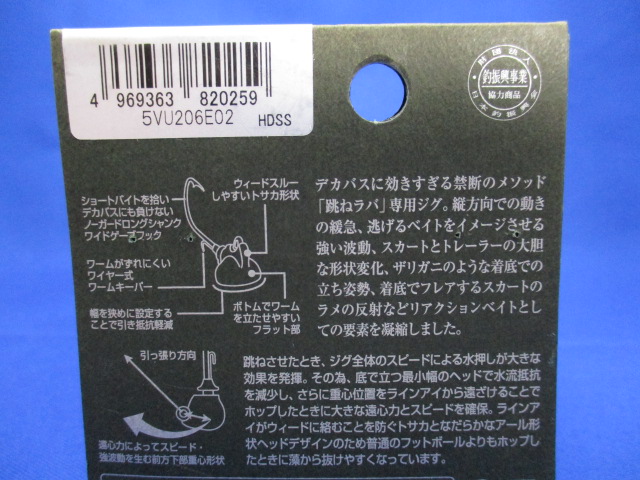 4 969363 820259
5VU206E02 HDSS
財団法人
釣振興事業
協力商品
日本釣振興会
ショートバイトを拾い
デカバスにも負けない
ノーガードロングシャンク
ワイドゲープフック
ウィードスルー
しやすいトサカ形状
ワームがずれにくい
ワイヤー式
ワームキーパー
幅を狭めに設定する
ことで引き抵抗軽減
ボトムでワーム
を立たせやすい
フラット部
デカバスに効きすぎる禁断のメソッド
「跳ねラバ」専用ジグ。縦方向での動き
の緩急、逃げるベイトをイメージさせる
強い波動、スカートとトレーラーの大胆
な形状変化、ザリガニのような着底での
立ち姿勢、着底でフレアするスカートの
ラメの反射などリアクションベイトとし
ての要素を凝縮しました。
引っ張り方向
遠心力によってスピード・
強波動を生む前方下部重心形状
跳ねさせたとき、ジグ全体のスピードによる水押しが大きな
効果を発揮。その為、底で立つ最小幅のヘッドで水流抵抗
を減少し、さらに重心位置をラインアイから遠ざけることで
ホップしたときに大きな遠心力とスピードを確保。ラインア
イがウィードに絡むことを防ぐトサカとなだらかなアール形
状ヘッドデザインのため普通のフットボールよりもホップし
たときに藻から抜けやすくなっています。